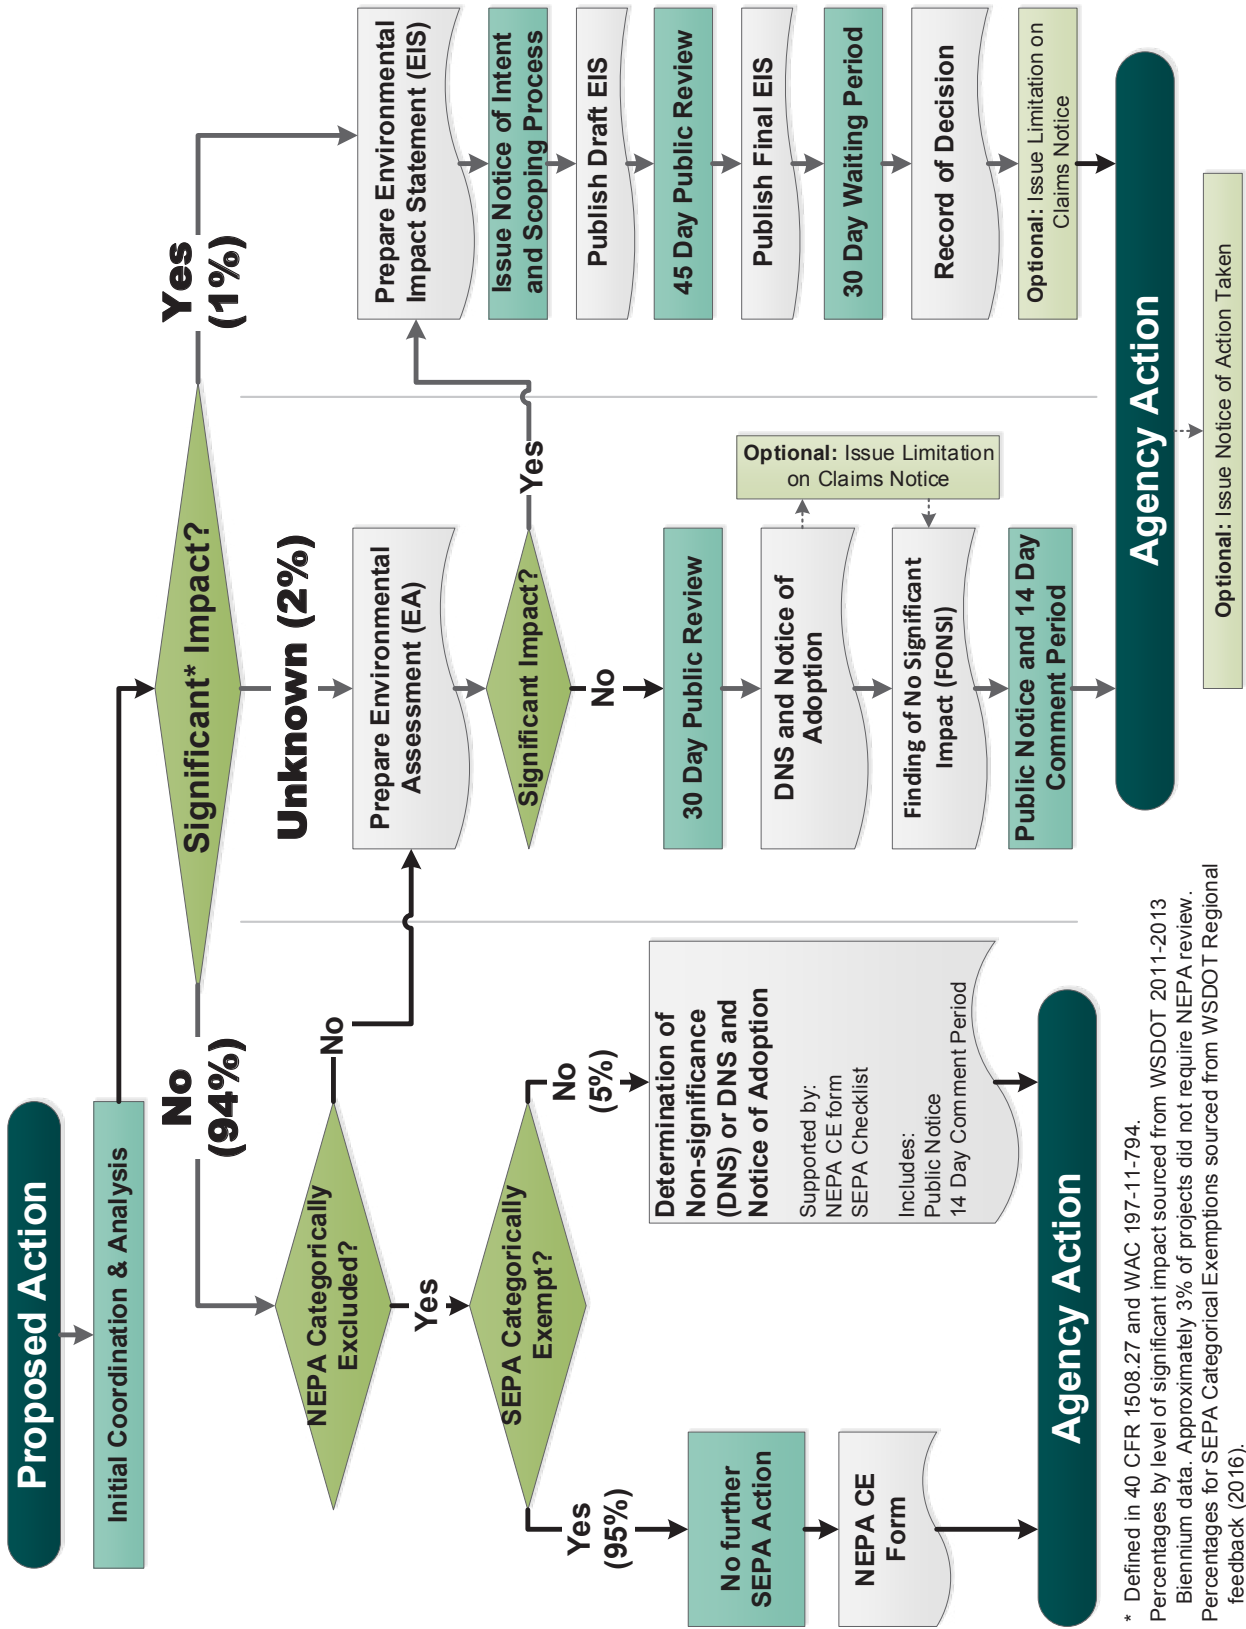 Proposed Action
Initial Coordination & Analysis
Significant* Impact?
No
(94%)
Unknown (2%)
Yes
(1%)
NEPA Categorically
Excluded?
No
Yes
SEPA Categorically
Exempt?
Yes
(95%)
No
(5%)
No further
SEPA Action
NEPA CE
Form
Determination of
Non-significance
(DNS) or DNS and
Notice of Adoption
Supported by:
NEPA CE form
SEPA Checklist
Includes:
Public Notice
14 Day Comment Period
Agency Action
Prepare Environmental
Assessment (EA)
Significant Impact?
Yes
No
30 Day Public Review
DNS and Notice of
Adoption
Optional: Issue Limitation
on Claims Notice
Finding of No Significant
Impact (FONSI)
Public Notice and 14 Day
Comment Period
Prepare Environmental
Impact Statement (EIS)
Issue Notice of Intent
and Scoping Process
Publish Draft EIS
45 Day Public Review
Publish Final EIS
30 Day Waiting Period
Record of Decision
Optional: Issue Limitation on
Claims Notice
Agency Action
Optional: Issue Notice of Action Taken
* Defined in 40 CFR 1508.27 and WAC 197-11-794.
Percentages by level of significant impact sourced from WSDOT 2011-2013
Biennium data. Approximately 3% of projects did not require NEPA review.
Percentages for SEPA Categorical Exemptions sourced from WSDOT Regional
feedback (2016).